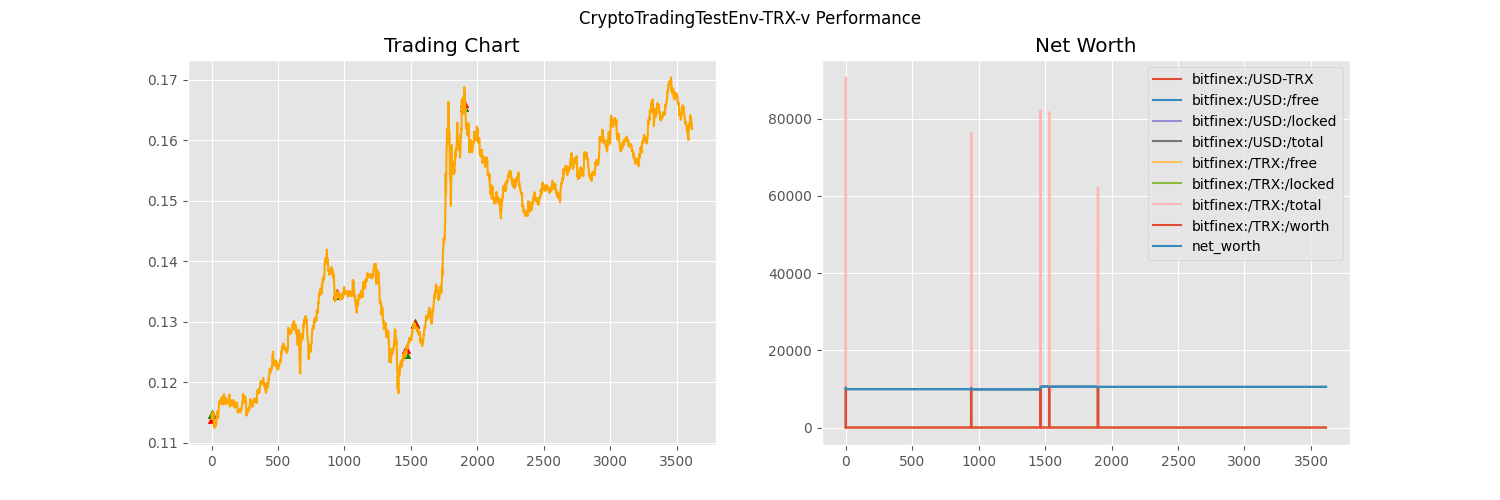 CryptoTradingTestEnv-TRX-v Performance
Trading Chart
0.17
0.16
0.15
0.14
0.13
0.12
0.11
0
500
1000
1500
2000
2500
3000
3500
Net Worth
80000
60000
40000
20000
0
0
500
1000
1500
2000
2500
3000
3500
bitfinex:/USD-TRX
bitfinex:/USD:/free
bitfinex:/USD:/locked
bitfinex:/USD:/total
bitfinex:/TRX:/free
bitfinex:/TRX:/locked
bitfinex:/TRX:/total
bitfinex:/TRX:/worth
net_worth